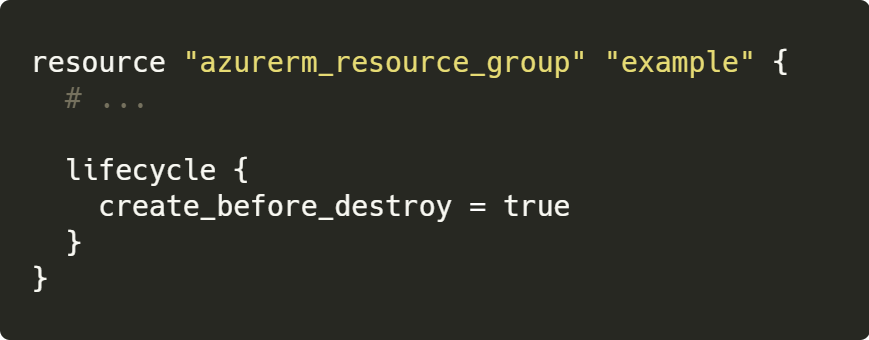 resource "azurerm_resource_group" "example" {
  # ...

  lifecycle {
    create_before_destroy = true
  }
}